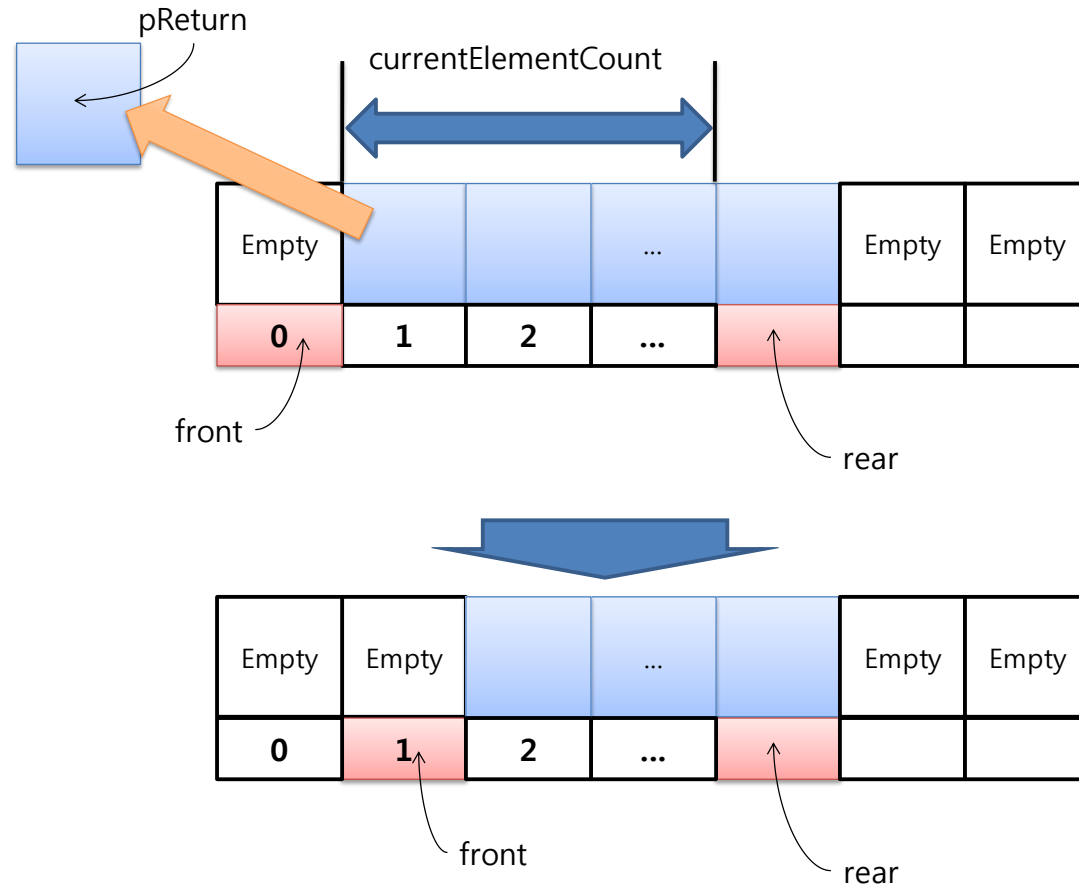 pReturn
currentElementCount
Empty ... Empty Empty
0 1 2 ...
front
rear
Empty Empty ... Empty Empty
0 1 2 ...
front
rear